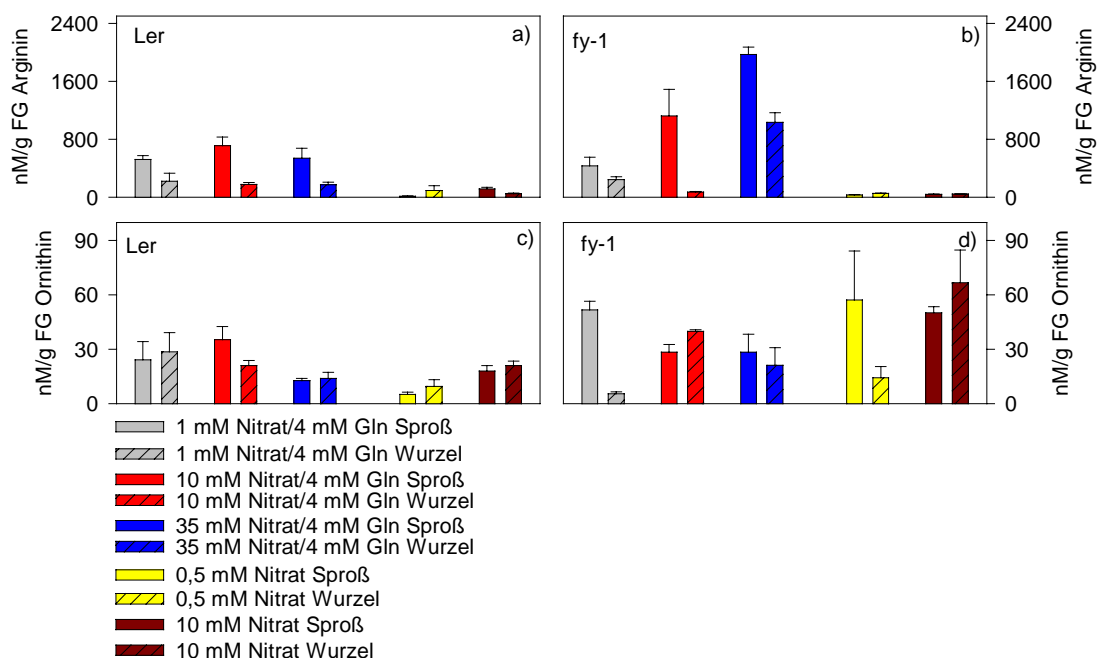 2400
1600
800
0
nM/g FG Arginin
Ler
a)
fy-1
b)
2400
1600
800
0
nM/g FG Arginin
90
60
30
0
nM/g FG Ornithin
Ler
c)
fy-1
d)
90
60
30
0
nM/g FG Ornithin
1 mM Nitrat/4 mM Gln Sproß
1 mM Nitrat/4 mM Gln Wurzel
10 mM Nitrat/4 mM Gln Sproß
10 mM Nitrat/4 mM Gln Wurzel
35 mM Nitrat/4 mM Gln Sproß
35 mM Nitrat/4 mM Gln Wurzel
0,5 mM Nitrat Sproß
0,5 mM Nitrat Wurzel
10 mM Nitrat Sproß
10 mM Nitrat Wurzel